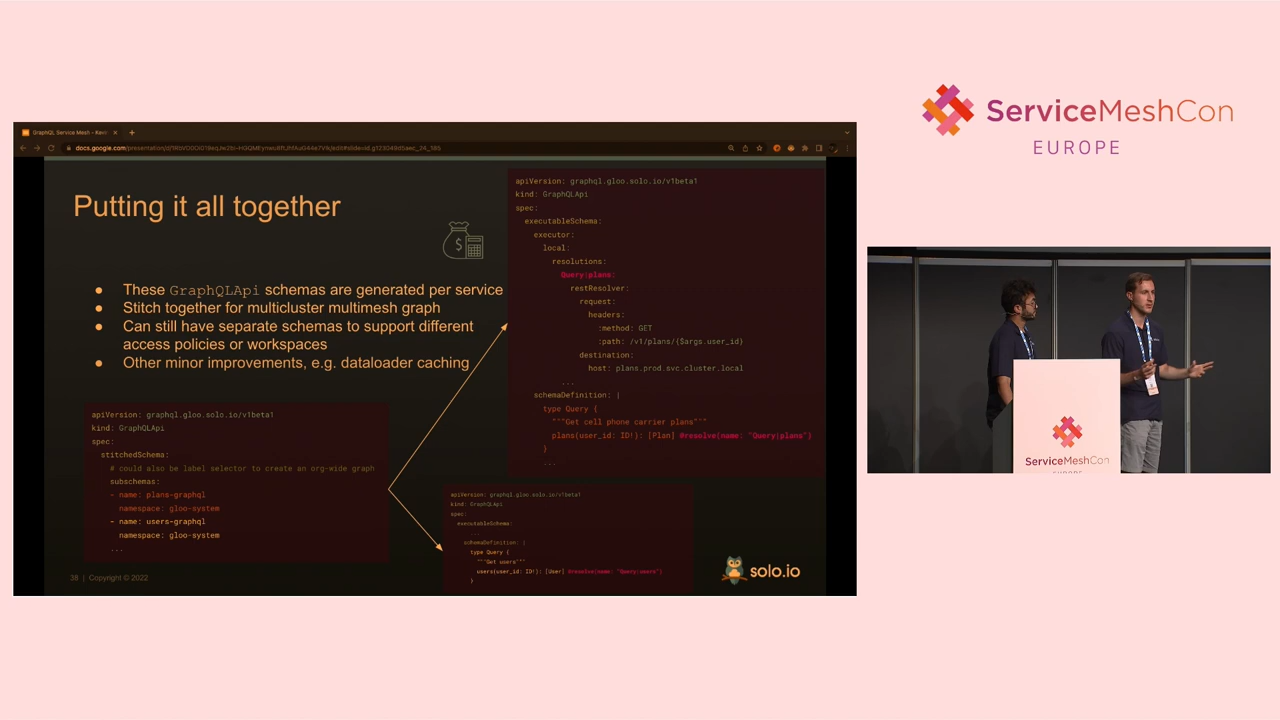 GraphQL Service Mesh - Kevi
Putting it all together
These GraphQLApi schemas are generated per service
Stitch together for multicluster multimesh graph
Can still have separate schemas to support different
access policies or workspaces
Other minor improvements, e.g. dataloader caching
apiVersion: graphql.gloo.solo.io/v1beta1
kind: GraphQLApi
spec:
stitchedSchema:
# could also be label selector to create an org-wide graph
subschemas:
- name: plans-graphql
namespace: gloo-system
- name: users-graphql
namespace: gloo-system
...
apiVersion: graphql.gloo.solo.io/v1beta1
kind: GraphQLApi
spec:
executableSchema:
executor:
local:
resolutions:
Query|plans:
restResolver:
request:
headers:
:method: GET
:path: /v1/plans/{$args.user_id}
destination:
host: plans.prod.svc.cluster.local
...
schemaDefinition: |
type Query {
"""Get cell phone carrier plans"""
plans(user_id: ID!): [Plan] @resolve(name: "Query|plans")
}
...
apiVersion: graphql.gloo.solo.io/v1beta1
kind: GraphQLApi
spec:
executableSchema:
...
schemaDefinition: |
type Query {
"""Get users"""
users(user_id: ID!): [User] @resolve(name: "Query|users")
}
38 | Copyright © 2022
solo.io
ServiceMeshCon
EUROPE
ServiceMeshCon